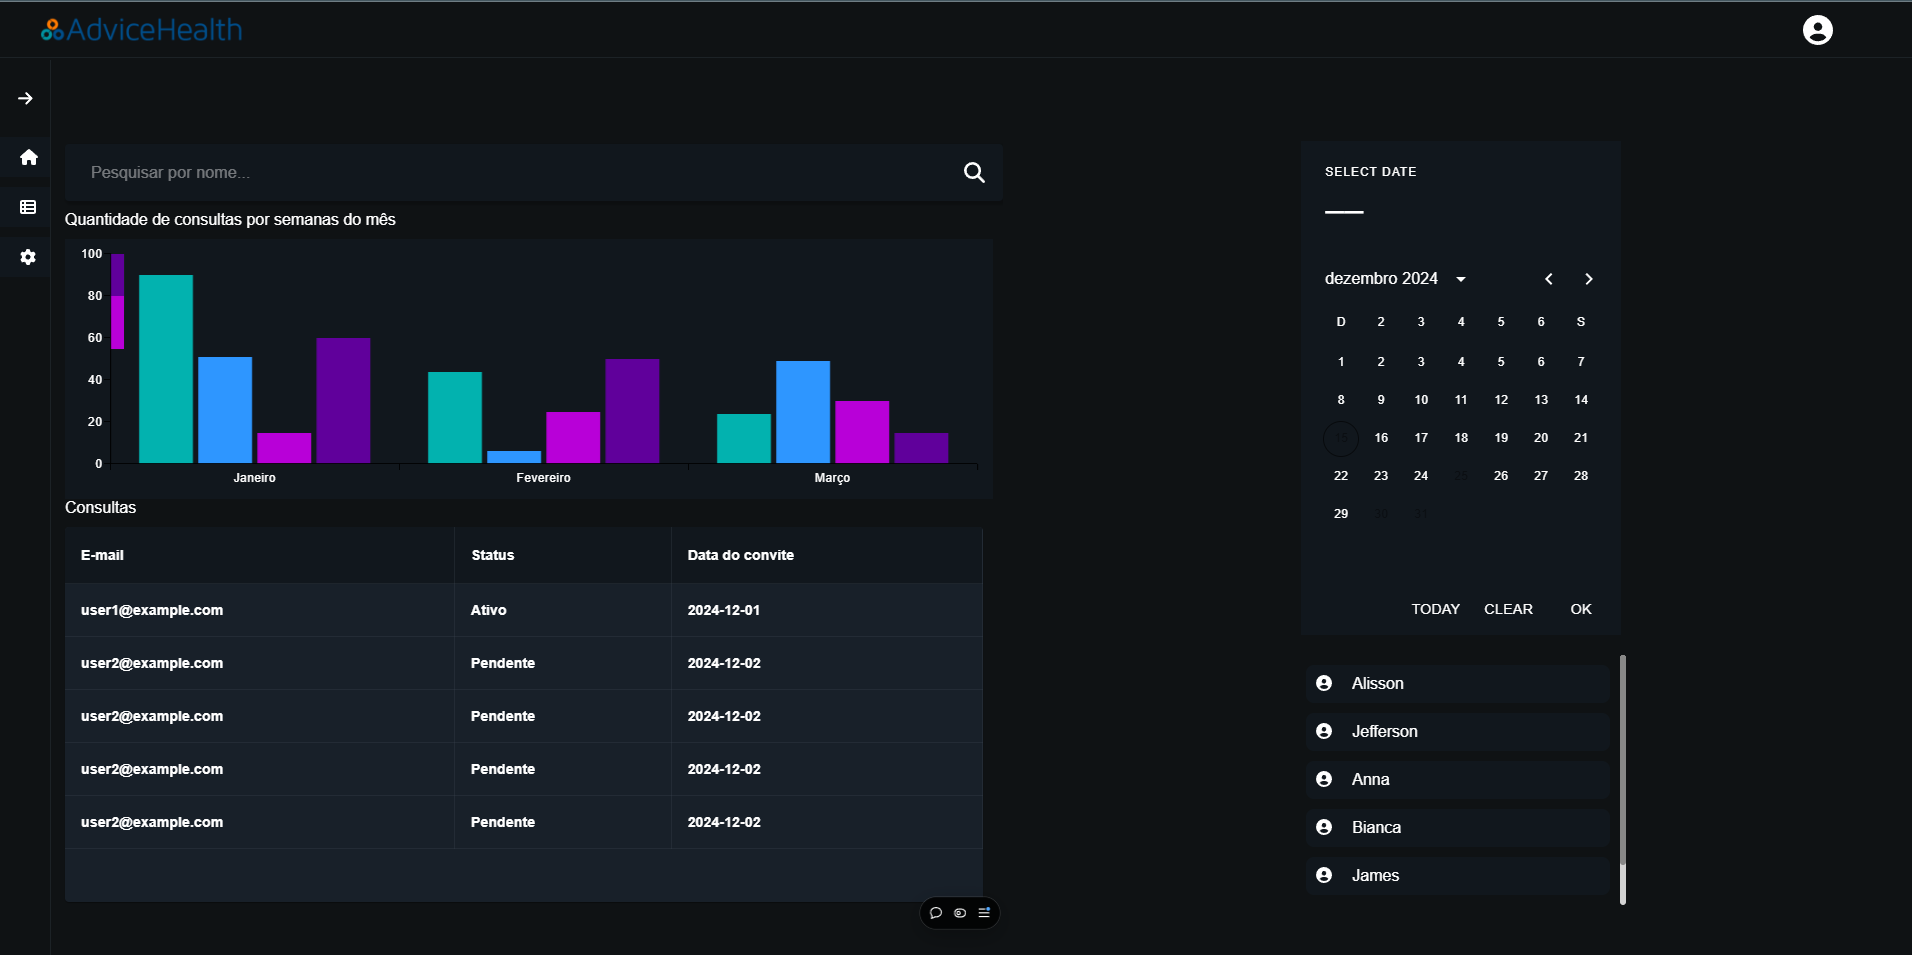 AdviceHealth
Pesquisar por nome...
Quantidade de consultas por semanas do mês
100
80
60
40
20
0
Janeiro Fevereiro Março
Consultas
E-mail Status Data do convite
user1@example.com Ativo 2024-12-01
user2@example.com Pendente 2024-12-02
user2@example.com Pendente 2024-12-02
user2@example.com Pendente 2024-12-02
user2@example.com Pendente 2024-12-02
SELECT DATE
dezembro 2024
D 2 3 4 5 6 S
1 2 3 4 5 6 7
8 9 10 11 12 13 14
15 16 17 18 19 20 21
22 23 24 25 26 27 28
29 30 31
TODAY CLEAR OK
Alisson
Jefferson
Anna
Bianca
James